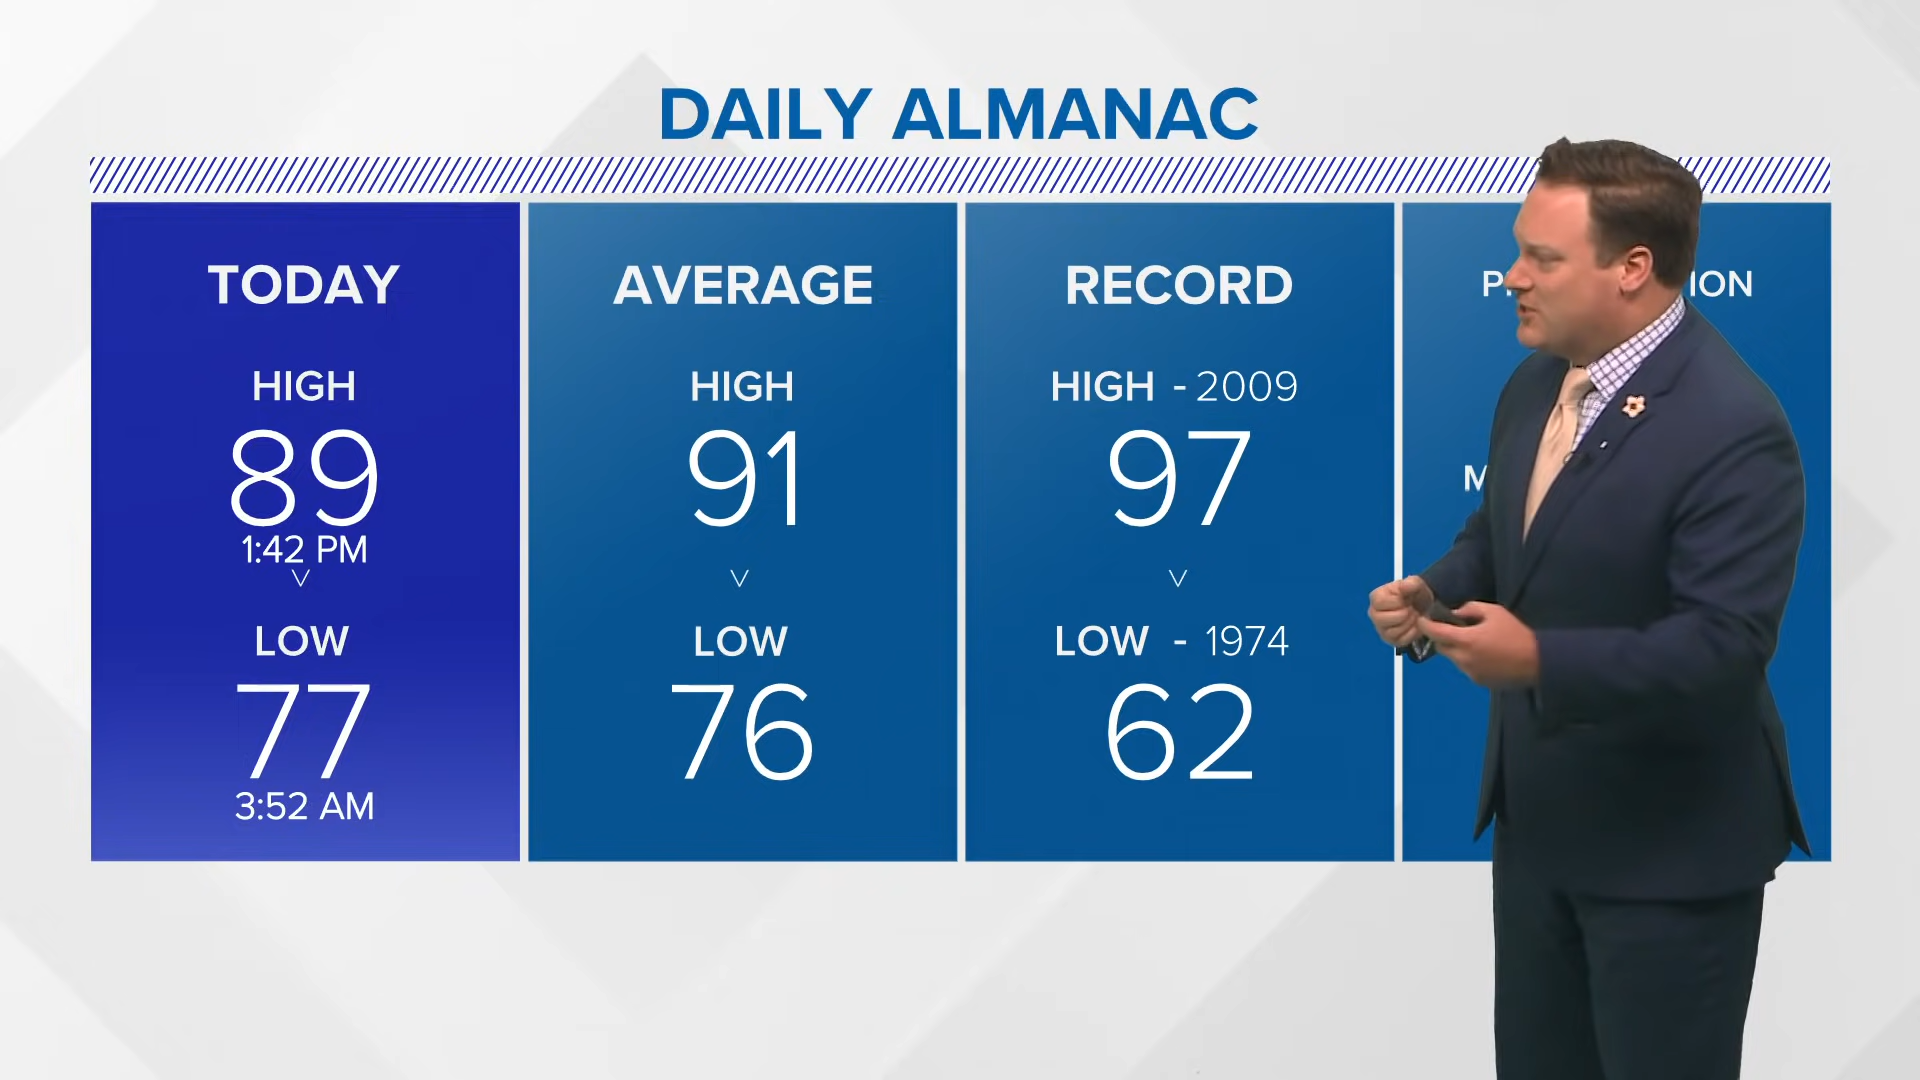 DAILY ALMANAC
TODAY
HIGH
89
1:42 PM
LOW
77
3:52 AM
AVERAGE
HIGH
91
LOW
76
RECORD
HIGH - 2009
97
LOW - 1974
62